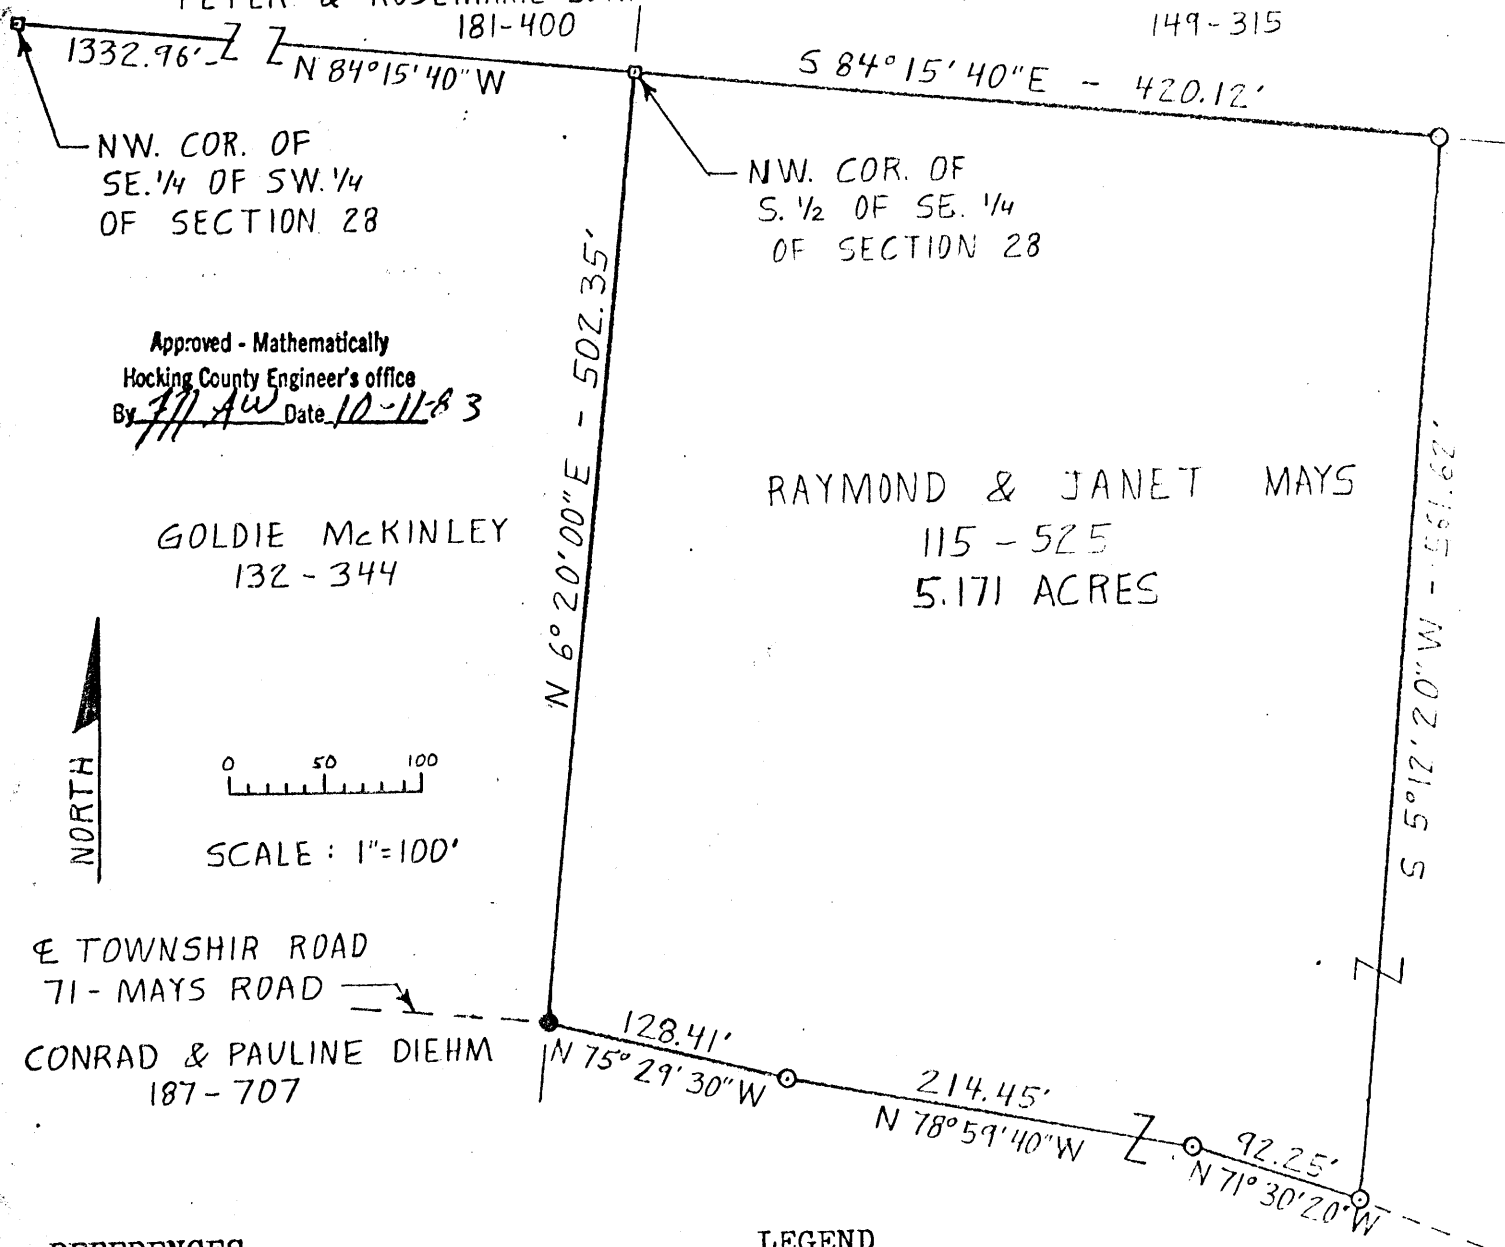 181-400
149-315
1332.96'
N 84°15'40"W
S 84°15'40"E - 420.12'
NW. COR. OF
SE.1/4 OF SW.1/4
OF SECTION 28
NW. COR. OF
S. 1/2 OF SE. 1/4
OF SECTION 28
N 6°20'00"E - 502.35'
Approved - Mathematically
Hocking County Engineer's office
By Date 10-11-83
GOLDIE McKINLEY
132-344
RAYMOND & JANET MAYS
115-525
5.171 ACRES
S 5°12'20"W - 551.62'
NORTH
0 50 100
SCALE : 1"=100'
℄ TOWNSHIP ROAD
71- MAYS ROAD
CONRAD & PAULINE DIEHM
187-707
128.41'
N 75°29'30"W
214.45'
N 78°59'40"W
92.25'
N 71°30'20"W
REFERENCES
LEGEND